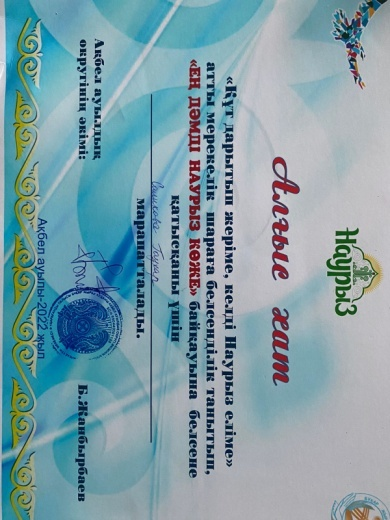 Наурыз
Алғыс хат
«Құт дарытып жеріме, келді Наурыз еліме»
атты мерекелік шараға белсенділік танытып,
«ЕҢ ДӘМДІ НАУРЫЗ КӨЖЕ» байқауына белсене
қатысқаны үшін
марапатталады.
Ақбел ауылдық
округінің әкімі:
Б.Жанбырбаев
Ақбел ауылы-2022 жыл